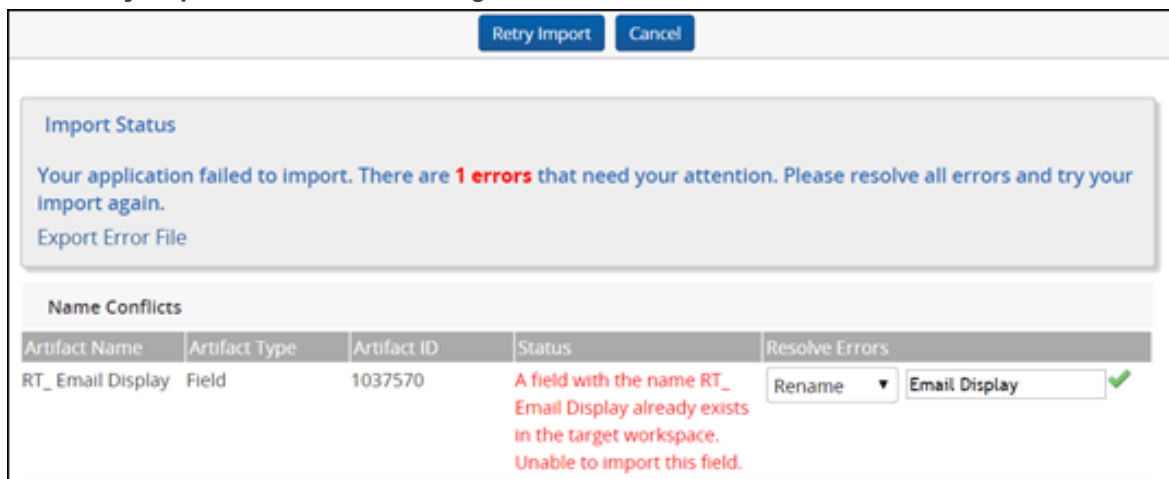 Retry Import Cancel
Import Status
Your application failed to import. There are 1 errors that need your attention. Please resolve all errors and try your
import again.
Export Error File
Name Conflicts
Artifact Name Artifact Type Artifact ID Status Resolve Errors
RT_ Email Display Field 1037570 A field with the name RT_ Rename Email Display
Email Display already exists
in the target workspace.
Unable to import this field.